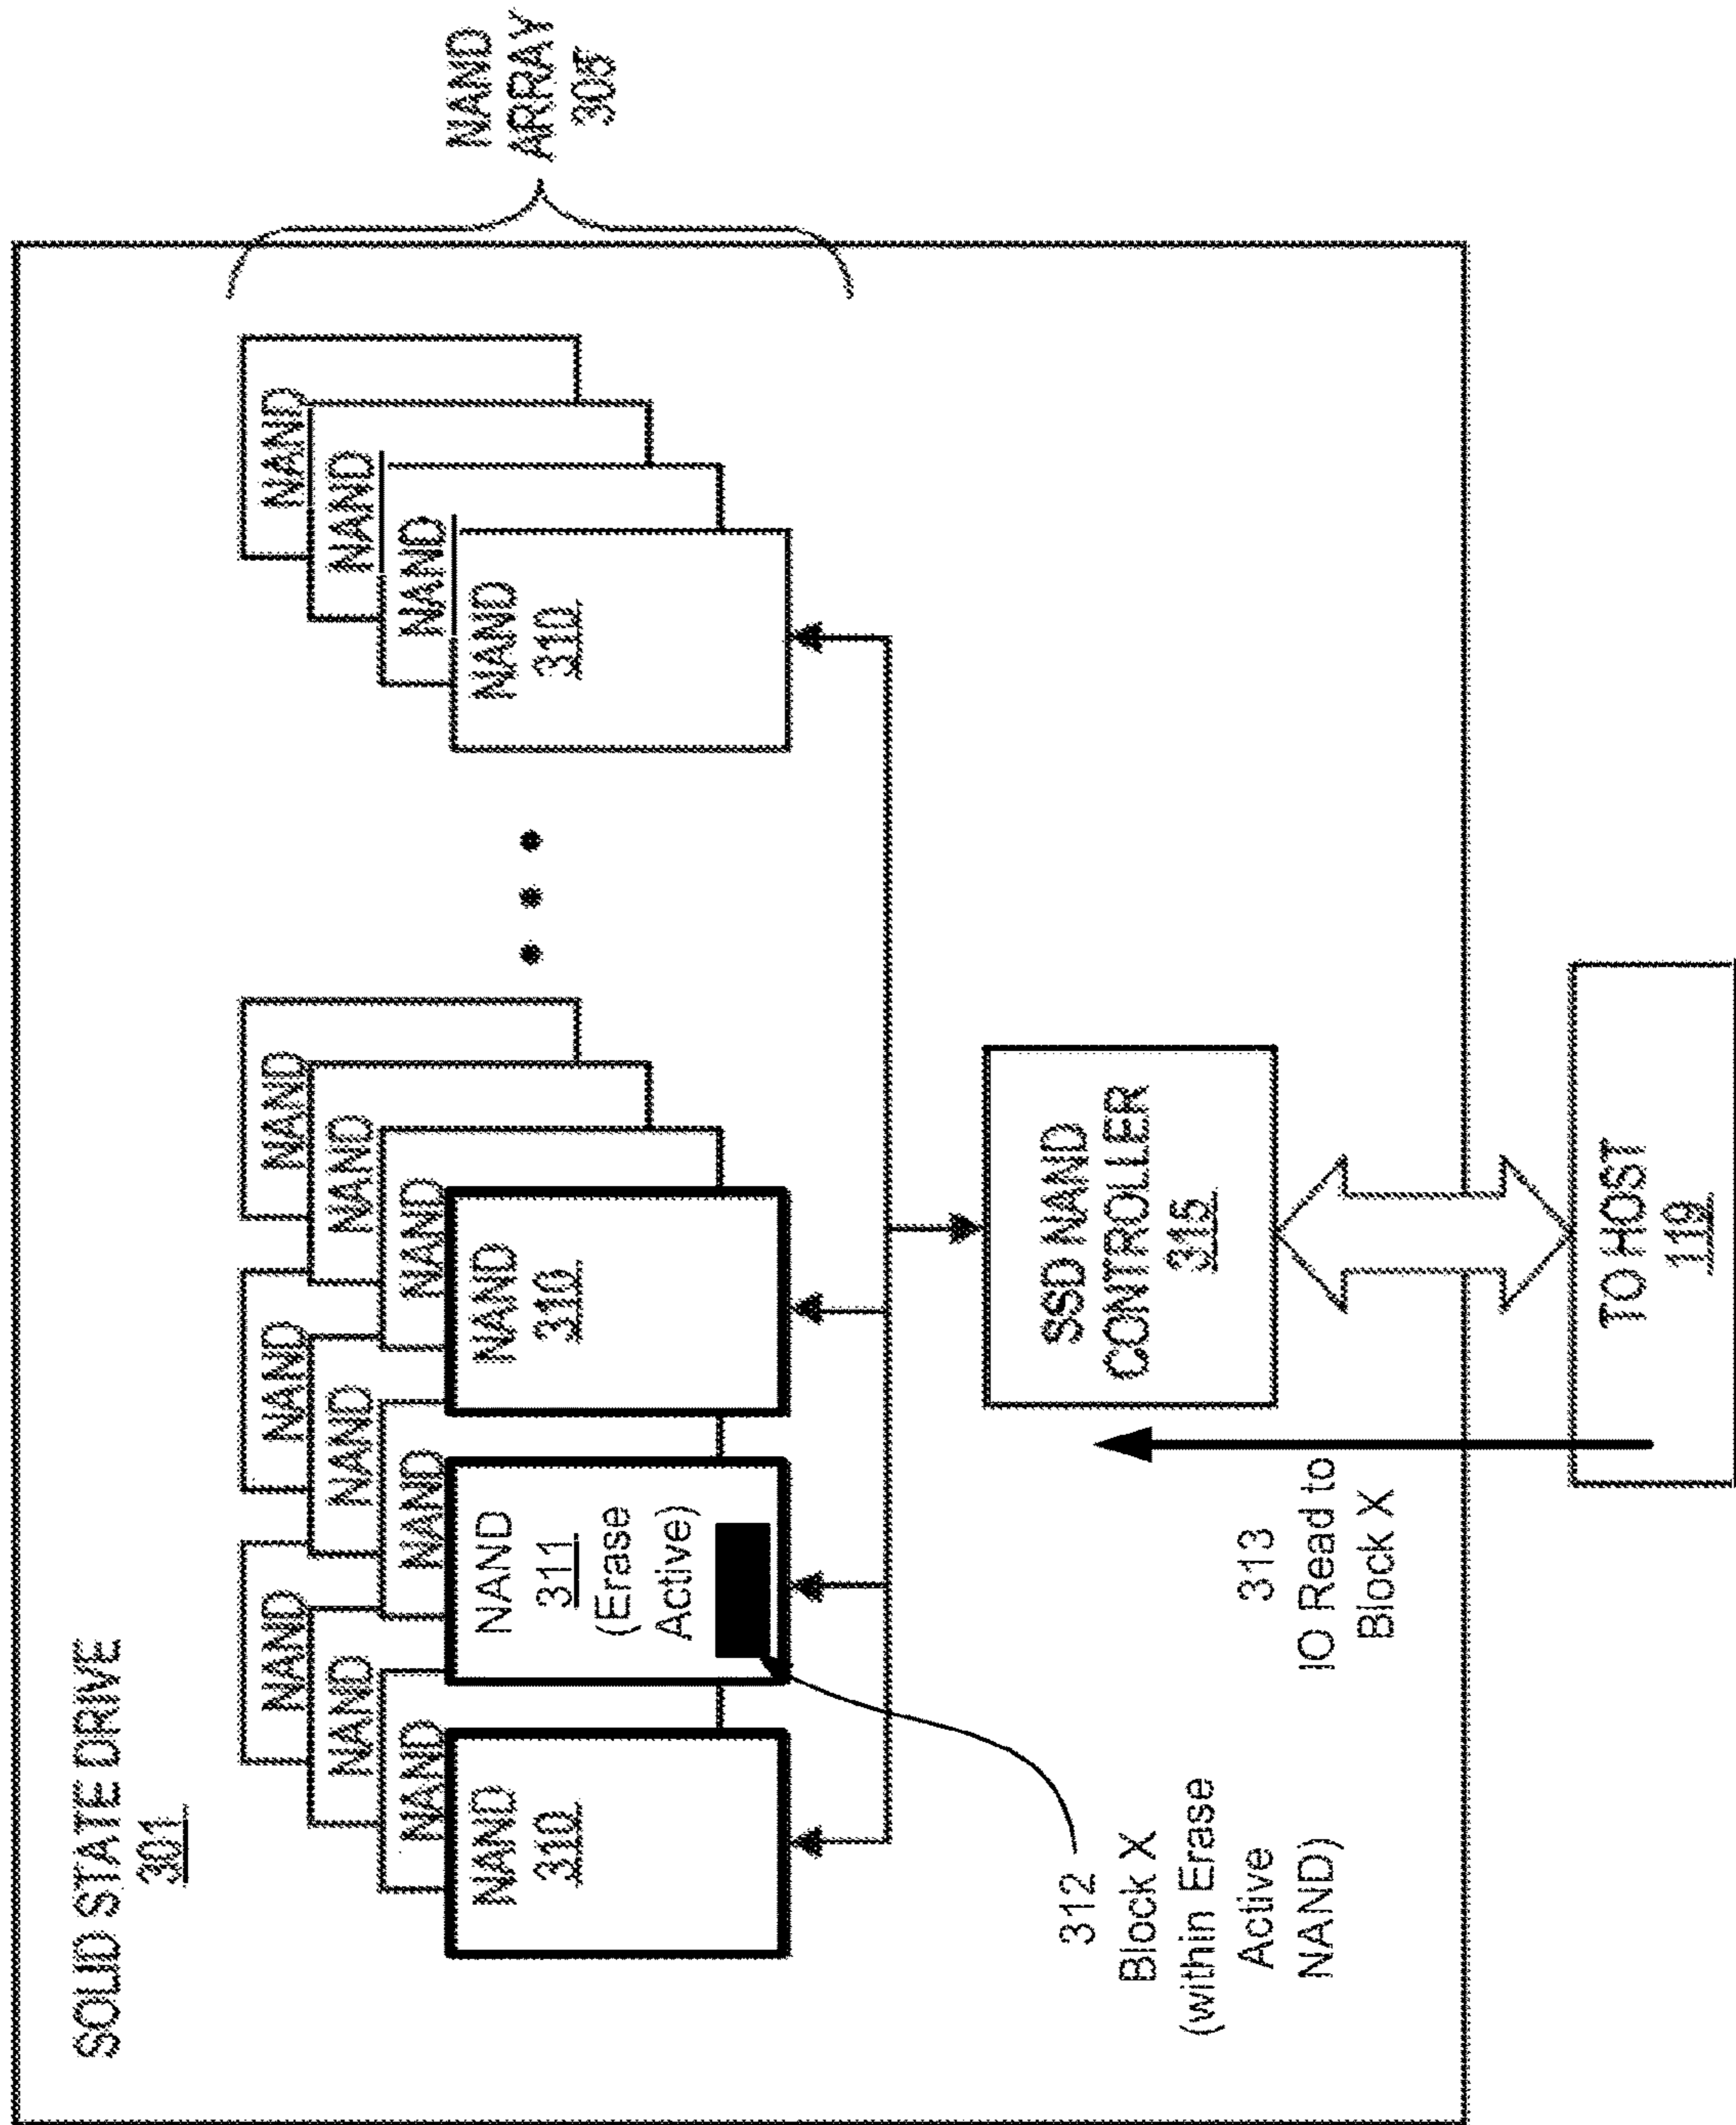 SOLID STATE DRIVE
301
NAND
NAND
NAND
NAND
310
NAND
NAND
NAND
NAND
311
(Erase
Active)
NAND
NAND
NAND
NAND
310
NAND
NAND
NAND
NAND
310
NAND
ARRAY
305
312
Block X
(within Erase
Active
NAND)
313
IO Read to
Block X
SSD NAND
CONTROLLER
315
TO HOST
119